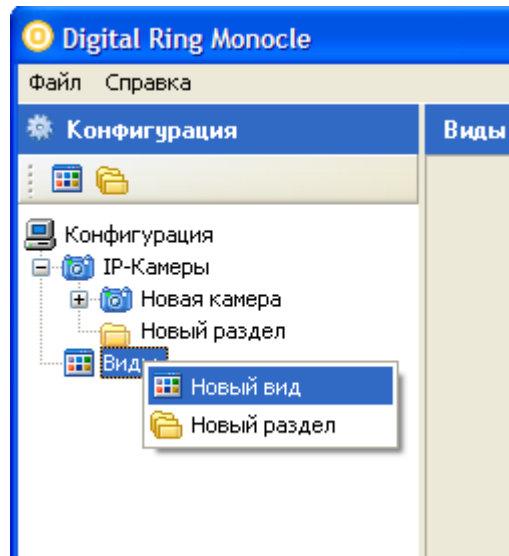 Digital Ring Monocle
Файл Справка
Конфигурация
Виды
Конфигурация
IP-Камеры
Новая камера
Новый раздел
Виды
Новый вид
Новый раздел